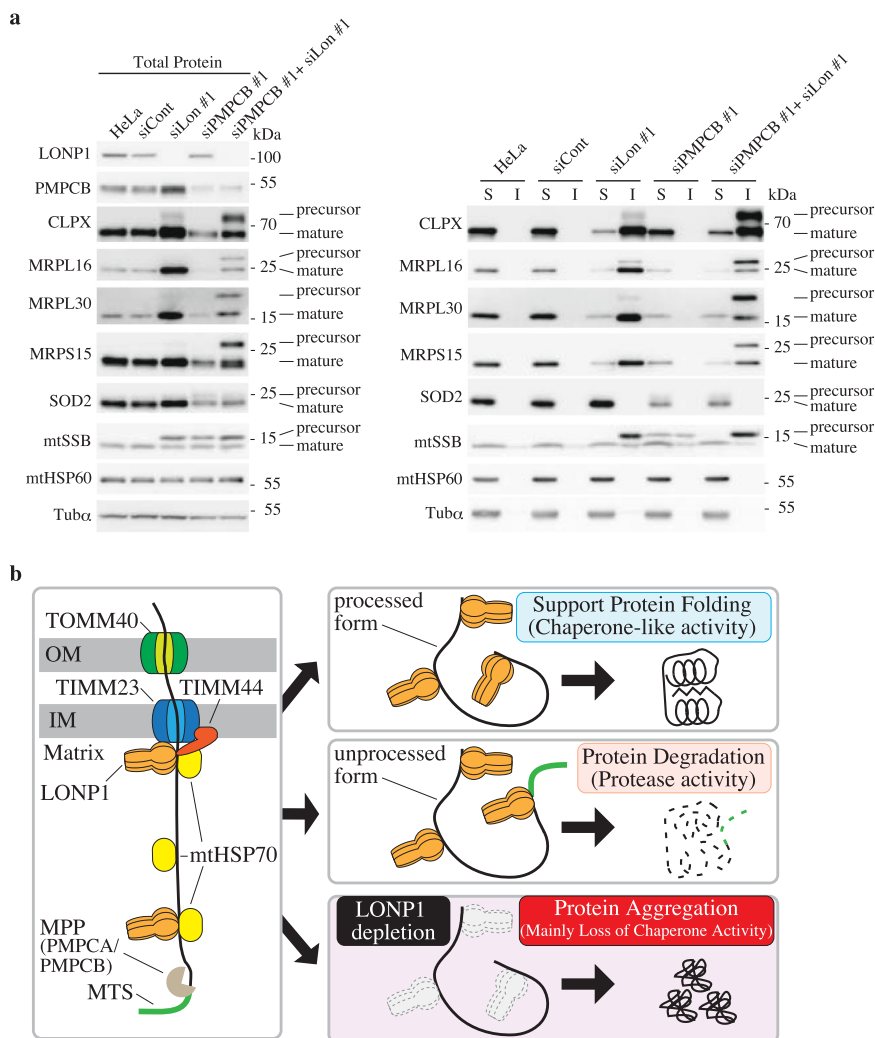 a
Total Protein
HeLa
siCont
siLon #1
siPMPCB #1
siPMPCB #1+ siLon #1
kDa
LONP1
100
PMPCB
55
CLPX
70
precursor
mature
MRPL16
25
precursor
mature
MRPL30
15
precursor
mature
MRPS15
25
precursor
mature
SOD2
25
precursor
mature
mtSSB
15
precursor
mature
mtHSP60
55
Tubα
55
HeLa
siCont
siLon #1
siPMPCB #1
siPMPCB #1+ siLon #1
S I S I S I S I S I kDa
CLPX
70
precursor
mature
MRPL16
25
precursor
mature
MRPL30
15
precursor
mature
MRPS15
25
precursor
mature
SOD2
25
precursor
mature
mtSSB
15
precursor
mature
mtHSP60
55
Tubα
55
b
TOMM40
OM
TIMM23
TIMM44
IM
Matrix
LONP1
mtHSP70
MPP
(PMPCA/
PMPCB)
MTS
processed
form
Support Protein Folding
(Chaperone-like activity)
unprocessed
form
Protein Degradation
(Protease activity)
LONP1
depletion
Protein Aggregation
(Mainly Loss of Chaperone Activity)